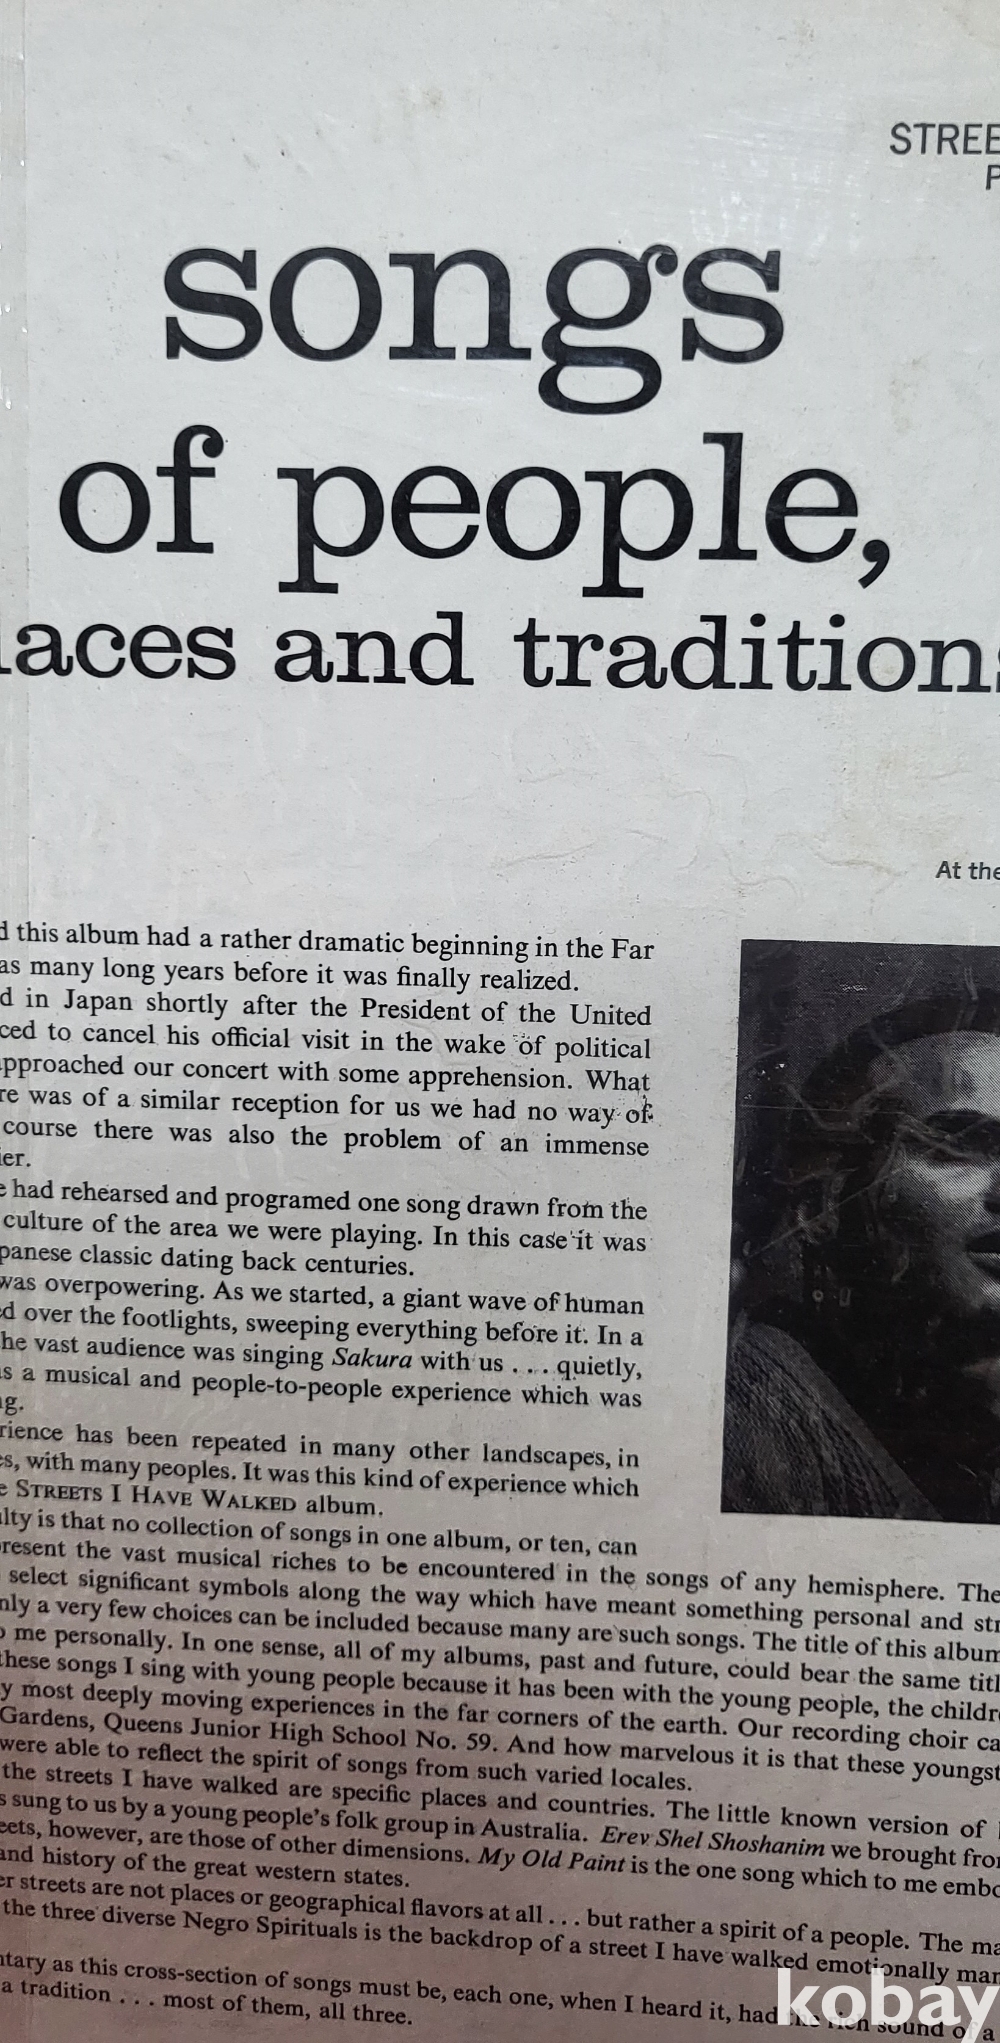 STREE
P
songs
of people,
laces and traditions
At the
d this album had a rather dramatic beginning in the Far
as many long years before it was finally realized.
d in Japan shortly after the President of the United
ced to cancel his official visit in the wake of political
pproached our concert with some apprehension. What
re was of a similar reception for us we had no way of
course there was also the problem of an immense
ier.
e had rehearsed and programed one song drawn from the
culture of the area we were playing. In this case it was
panese classic dating back centuries.
was overpowering. As we started, a giant wave of human
ed over the footlights, sweeping everything before it. In a
he vast audience was singing Sakura with us . . . quietly,
s a musical and people-to-people experience which was
g.
rience has been repeated in many other landscapes, in
es, with many peoples. It was this kind of experience which
e STREETS I HAVE WALKED album.
lty is that no collection of songs in one album, or ten, can
resent the vast musical riches to be encountered in the songs of any hemisphere. The
select significant symbols along the way which have meant something personal and str
nly a very few choices can be included because many are such songs. The title of this album
o me personally. In one sense, all of my albums, past and future, could bear the same titl
these songs I sing with young people because it has been with the young people, the childre
y most deeply moving experiences in the far corners of the earth. Our recording choir ca
Gardens, Queens Junior High School No. 59. And how marvelous it is that these youngst
were able to reflect the spirit of songs from such varied locales.
the streets I have walked are specific places and countries. The little known version of
s sung to us by a young people's folk group in Australia. Erev Shel Shoshanim we brought from
eets, however, are those of other dimensions. My Old Paint is the one song which to me embo
and history of the great western states.
er streets are not places or geographical flavors at all . . . but rather a spirit of a people. The ma
the three diverse Negro Spirituals is the backdrop of a street I have walked emotionally man
ntary as this cross-section of songs must be, each one, when I heard it, had the rich sound of a
a tradition . . . most of them, all three.
kobay